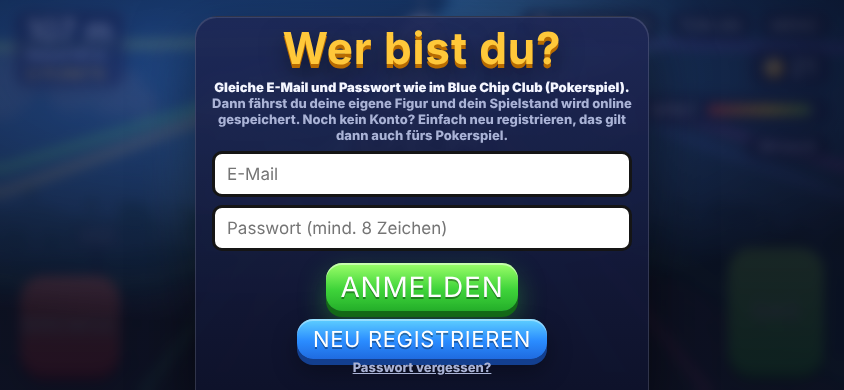 Wer bist du?
Gleiche E-Mail und Passwort wie im Blue Chip Club (Pokerspiel).
Dann fährst du deine eigene Figur und dein Spielstand wird online
gespeichert. Noch kein Konto? Einfach neu registrieren, das gilt
dann auch fürs Pokerspiel.
E-Mail
Passwort (mind. 8 Zeichen)
ANMELDEN
NEU REGISTRIEREN
Passwort vergessen?